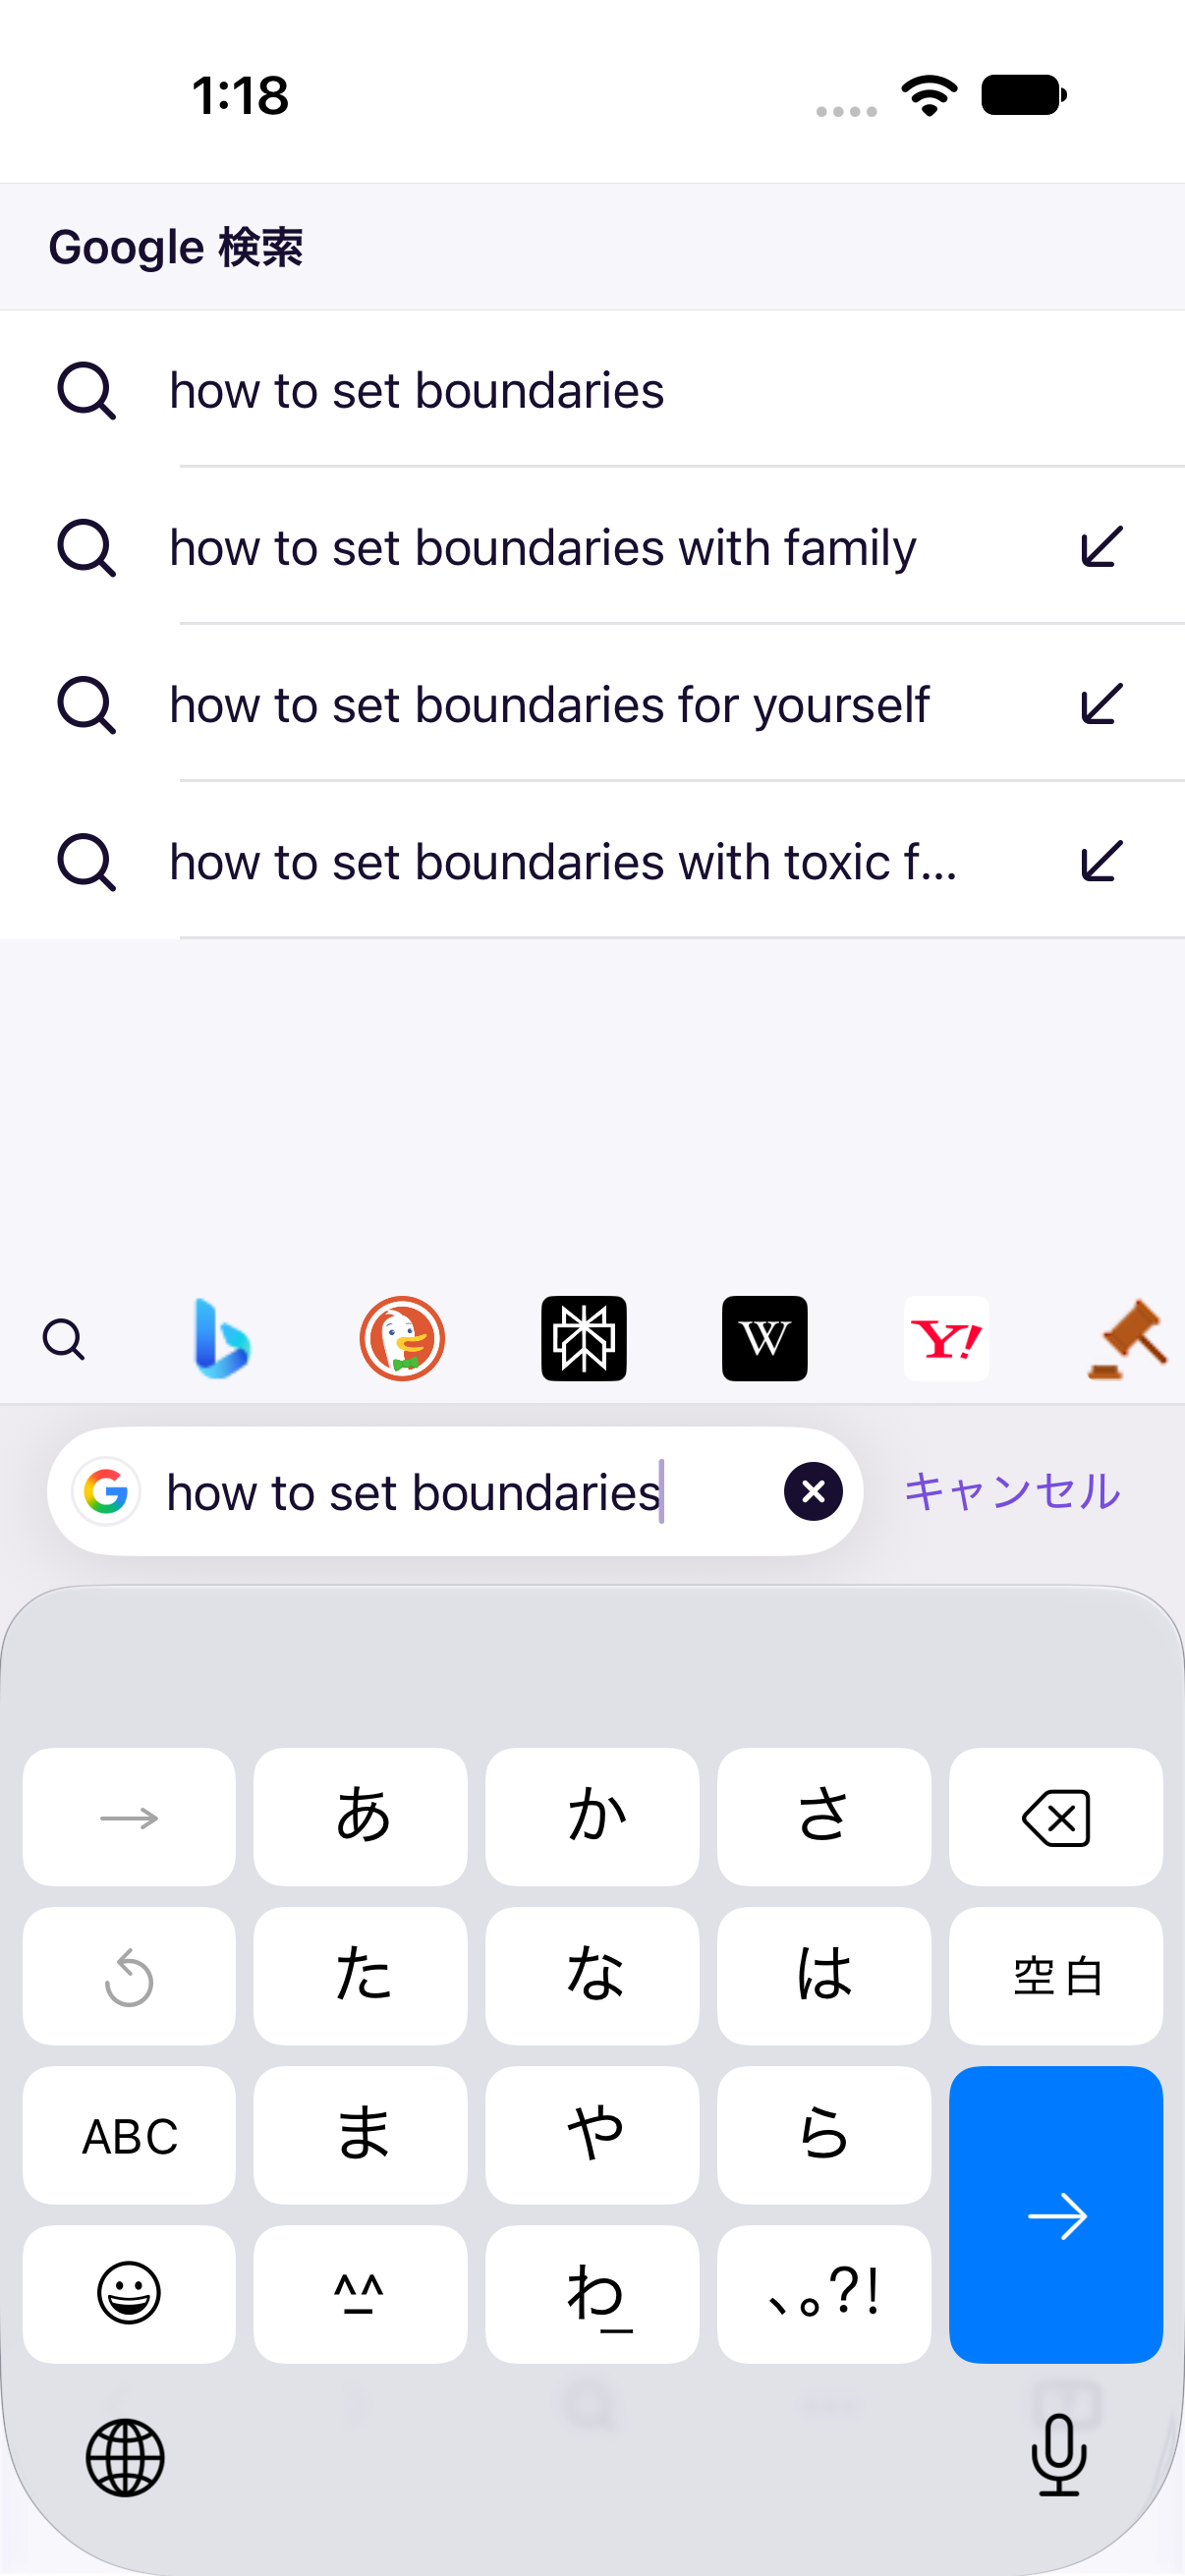 1:18
Google 検索
how to set boundaries
how to set boundaries with family
how to set boundaries for yourself
how to set boundaries with toxic f...
W
Y!
how to set boundaries
キャンセル
→ あ か さ
た な は 空白
ABC ま や ら
^_^ わ_ 、。?!